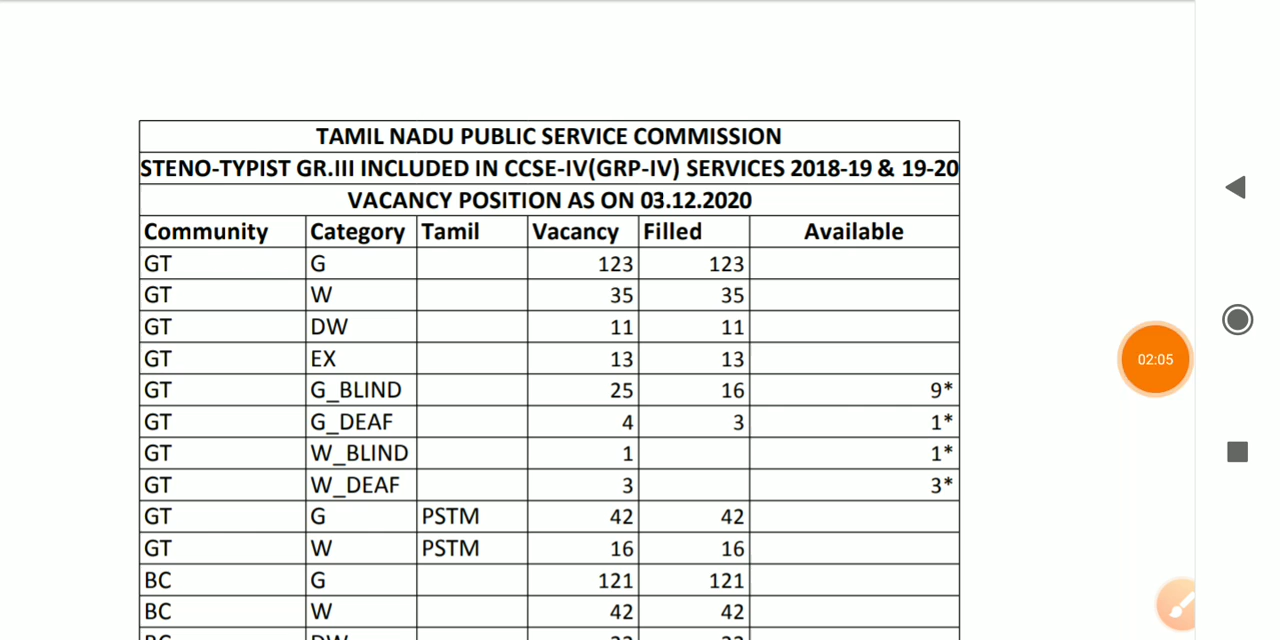 TAMIL NADU PUBLIC SERVICE COMMISSION
STENO-TYPIST GR.III INCLUDED IN CCSE-IV(GRP-IV) SERVICES 2018-19 & 19-20
VACANCY POSITION AS ON 03.12.2020
Community Category Tamil Vacancy Filled Available
GT G 123 123
GT W 35 35
GT DW 11 11
GT EX 13 13
GT G_BLIND 25 16 9*
GT G_DEAF 4 3 1*
GT W_BLIND 1 1*
GT W_DEAF 3 3*
GT G PSTM 42 42
GT W PSTM 16 16
BC G 121 121
BC W 42 42
02:05